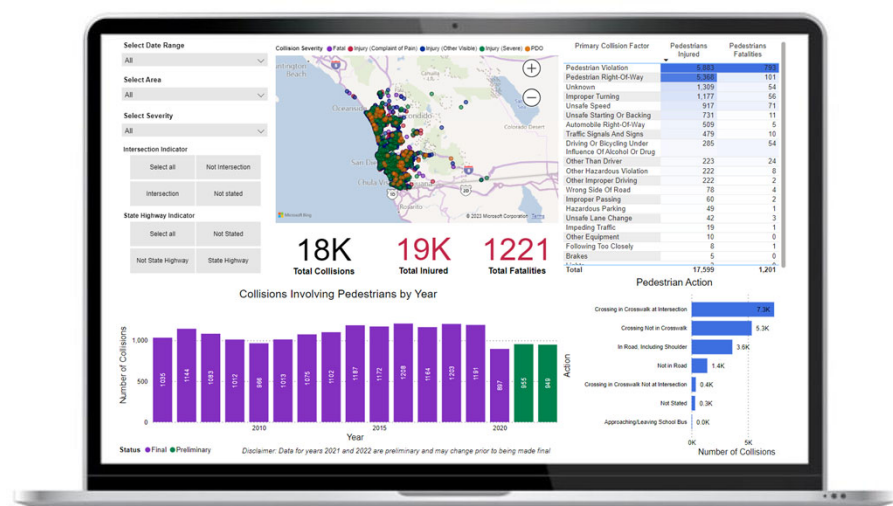 Select Date Range
All
Select Area
All
Select Severity
All
Intersection Indicator
Select all
Not Intersection
Intersection
Not stated
State Highway Indicator
Select all
Not Stated
Not State Highway
State Highway
Collision Severity Fatal Injury (Complaint of Pain) Injury (Other Visible) Injury (Severe) PDO
Beach
Oceanside
Chula Vista
Rosarito
Colorado Desert
Microsoft Bing
© 2023 Microsoft Corporation Terms
18K
Total Collisions
19K
Total Injured
1221
Total Fatalities
Primary Collision Factor Pedestrians Injured Pedestrians Fatalities
Pedestrian Violation 793
Pedestrian Right-Of-Way 5,368 101
Unknown 1,309 54
Improper Turning 1,177 56
Unsafe Speed 917 71
Unsafe Starting Or Backing 731 11
Automobile Right-Of-Way 509 5
Traffic Signals And Signs 479 10
Driving Or Bicycling Under 285 54
Influence Of Alcohol Or Drug
Other Than Driver 223 24
Other Hazardous Violation 222 8
Other Improper Driving 222 2
Wrong Side Of Road 78 4
Improper Passing 60 2
Hazardous Parking 49 1
Unsafe Lane Change 42 3
Impeding Traffic 19 1
Other Equipment 10 0
Following Too Closely 8 1
Brakes 5 0
Total 17,599 1,201
Collisions Involving Pedestrians by Year
Number of Collisions
1,000
500
0
1035
1144
1083
1012
966
1013
1075
1102
1187
1172
1208
1164
1203
1191
897
955
949
2010
2015
2020
Year
Status Final Preliminary
Disclaimer: Data for years 2021 and 2022 are preliminary and may change prior to being made final
Pedestrian Action
Action
Crossing in Crosswalk at Intersection 7.3K
Crossing Not in Crosswalk 5.3K
In Road, Including Shoulder 3.6K
Not in Road 1.4K
Crossing in Crosswalk Not at Intersection 0.4K
Not Stated 0.3K
Approaching/Leaving School Bus 0.0K
0K
5K
Number of Collisions